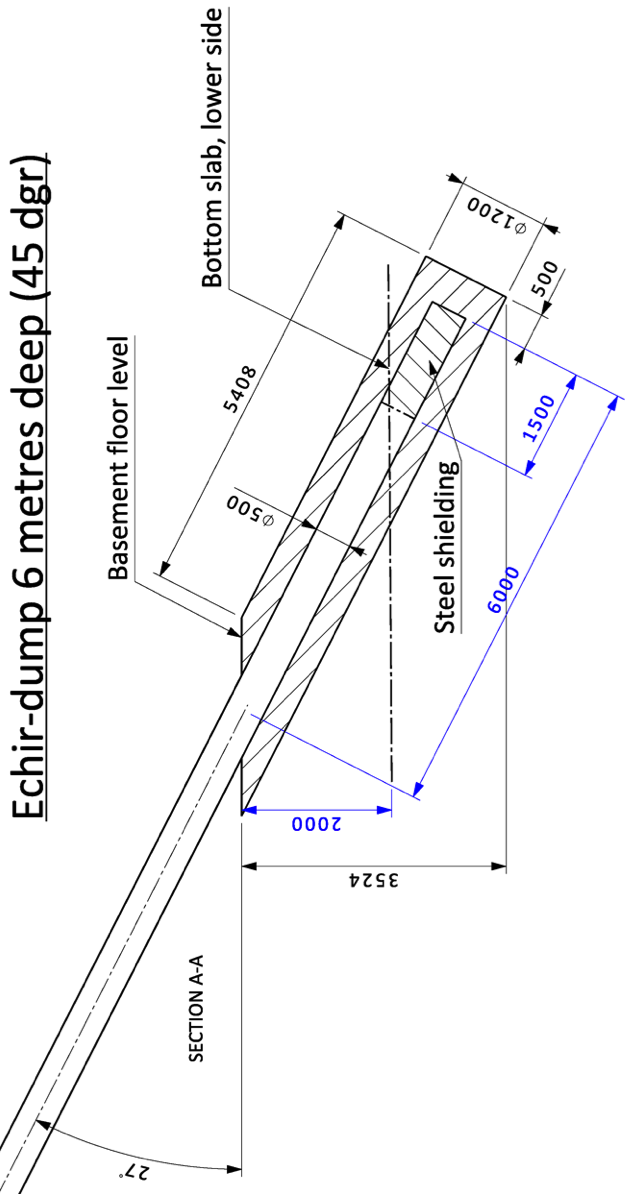 Echir-dump 6 metres deep (45 dgr)
Bottom slab, lower side
Basement floor level
5408
⌀1200
500
⌀500
1500
Steel shielding
6000
2000
3524
SECTION A-A
27°